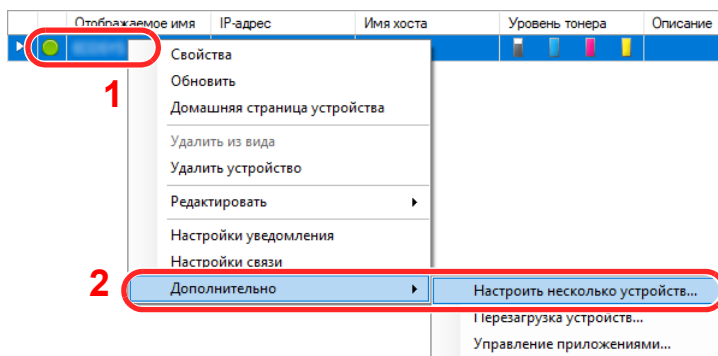 Отображаемое имя IP-адрес Имя хоста Уровень тонера Описание
1
Свойства
Обновить
Домашняя страница устройства
Удалить из вида
Удалить устройство
Редактировать
Настройки уведомления
Настройки связи
2
Дополнительно
Настроить несколько устройств...
Перезагрузка устройств...
Управление приложениями...